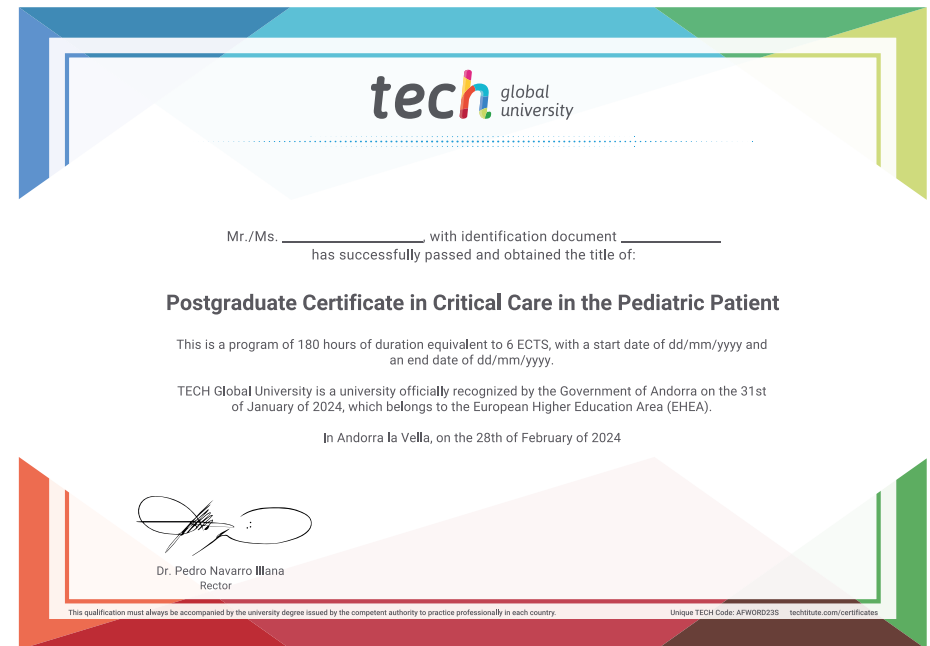 tech global
university
Mr./Ms. ____________________, with identification document ______________
has successfully passed and obtained the title of:
Postgraduate Certificate in Critical Care in the Pediatric Patient
This is a program of 180 hours of duration equivalent to 6 ECTS, with a start date of dd/mm/yyyy and
an end date of dd/mm/yyyy.
TECH Global University is a university officially recognized by the Government of Andorra on the 31st
of January of 2024, which belongs to the European Higher Education Area (EHEA).
In Andorra la Vella, on the 28th of February of 2024
Dr. Pedro Navarro Illana
Rector
This qualification must always be accompanied by the university degree issued by the competent authority to practice professionally in each country.
Unique TECH Code: AFWORD23S techtitute.com/certificates